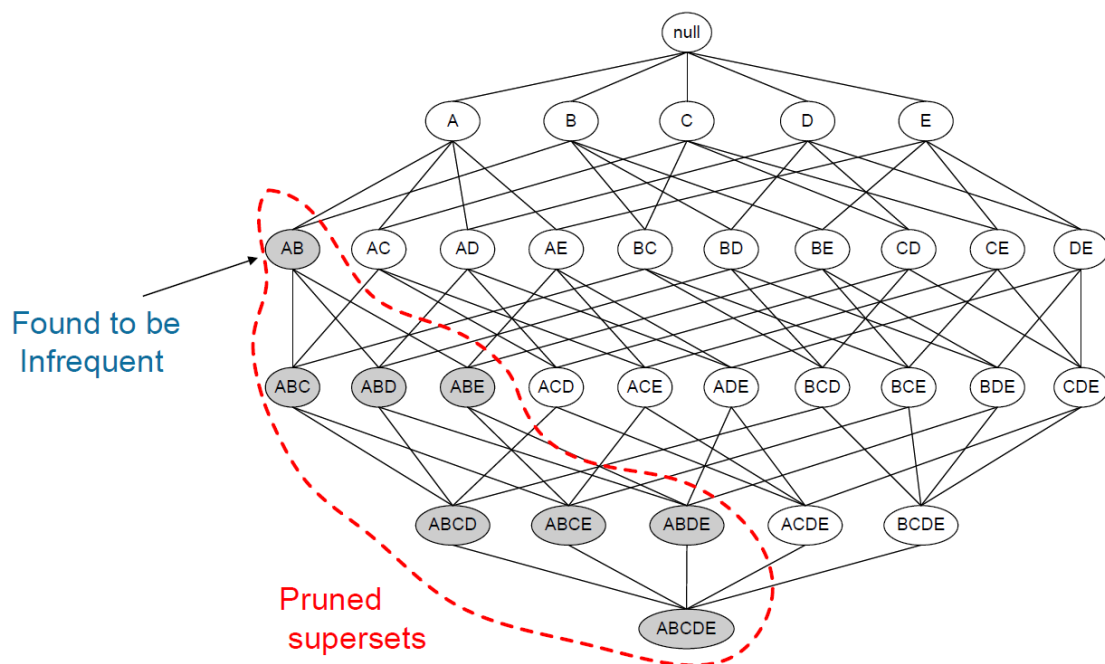 null
A B C D E
AB AC AD AE BC BD BE CD CE DE
Found to be
Infrequent
ABC ABD ABE ACD ACE ADE BCD BCE BDE CDE
ABCD ABCE ABDE ACDE BCDE
Pruned
supersets
ABCDE